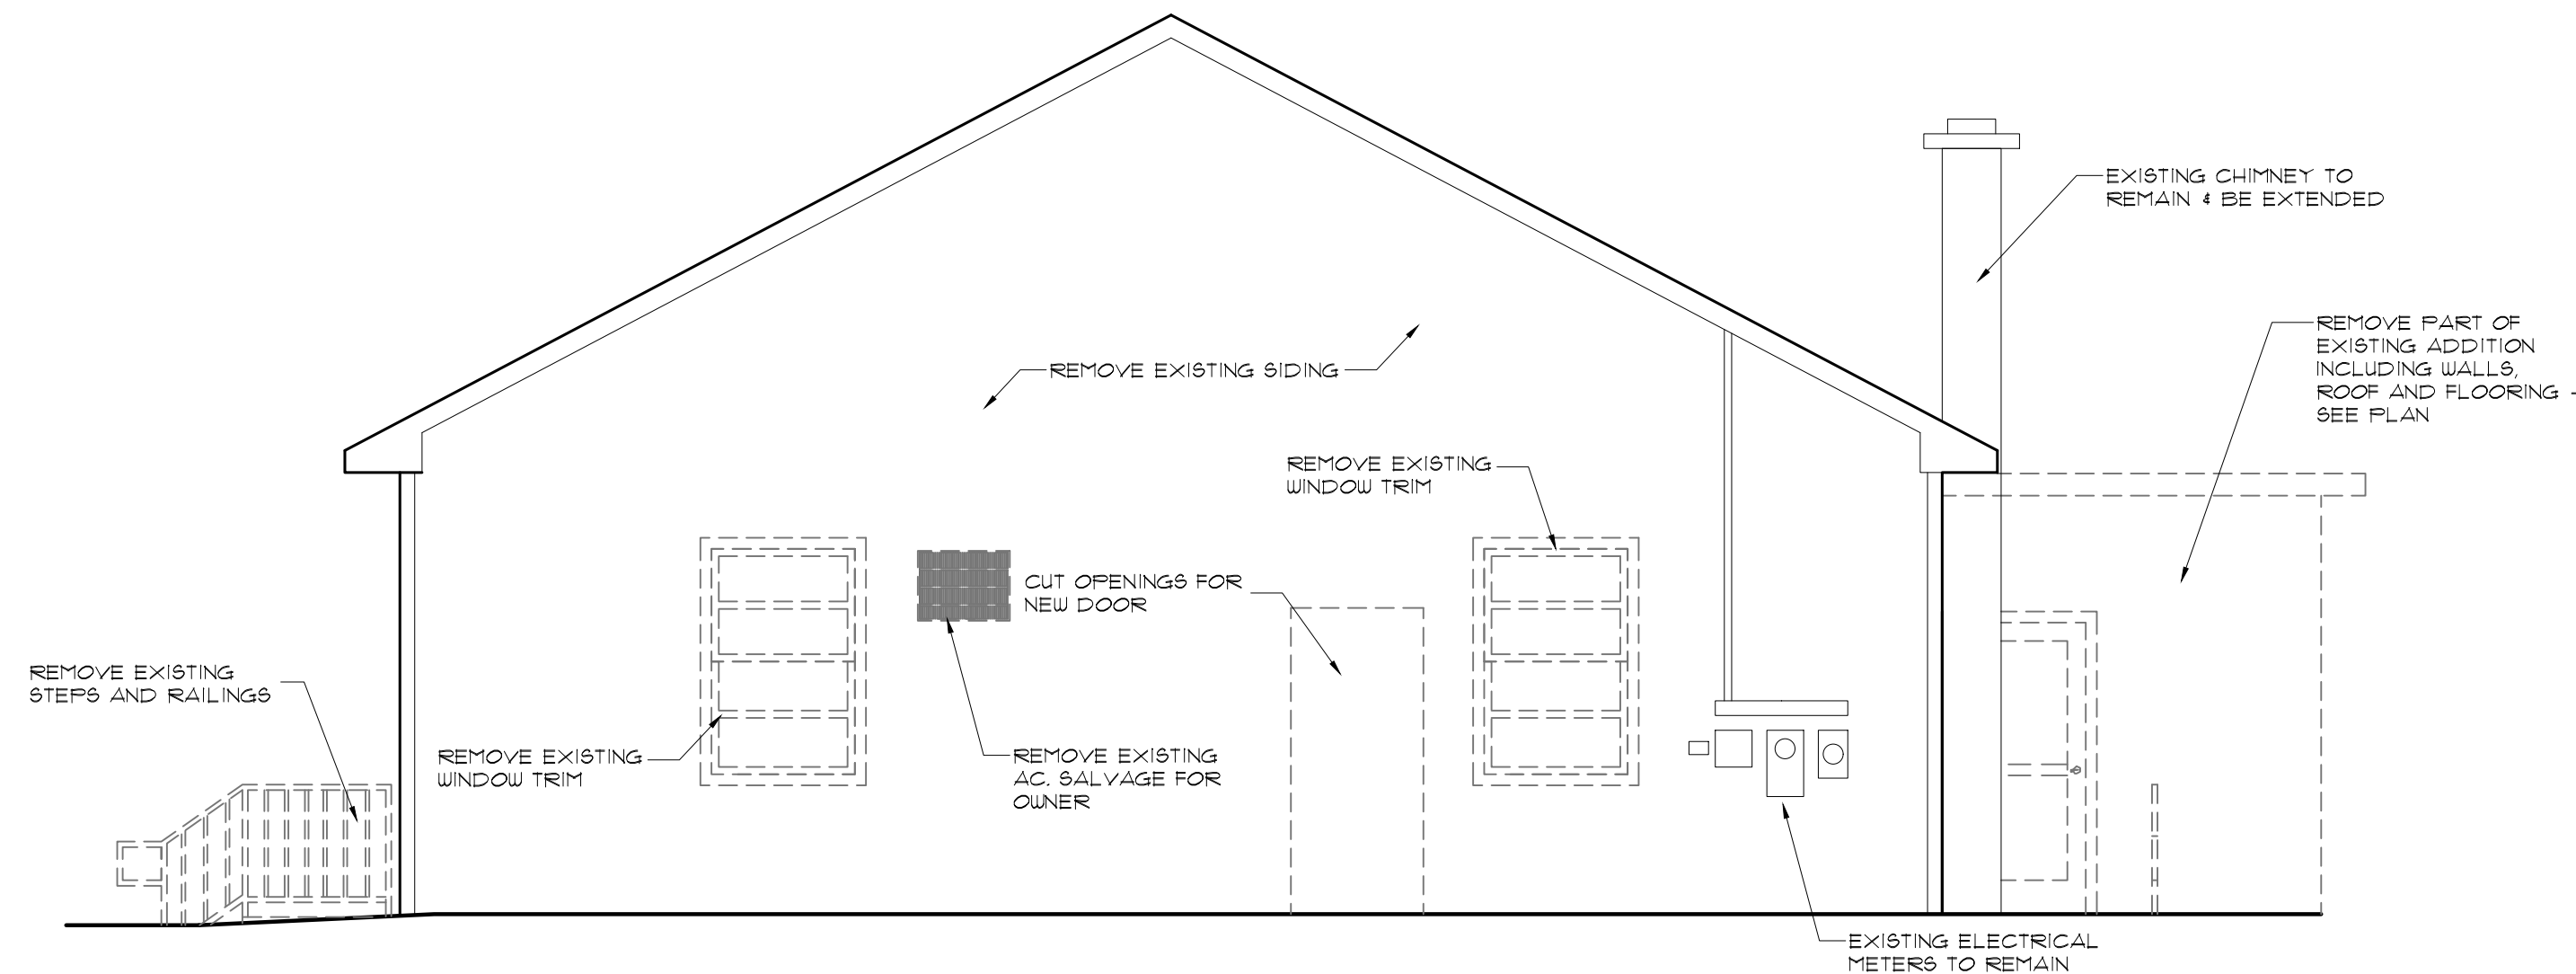 EXISTING CHIMNEY TO
REMAIN & BE EXTENDED
REMOVE PART OF
EXISTING ADDITION
INCLUDING WALLS,
ROOF AND FLOORING -
SEE PLAN
REMOVE EXISTING SIDING
REMOVE EXISTING
WINDOW TRIM
CUT OPENINGS FOR
NEW DOOR
REMOVE EXISTING
STEPS AND RAILINGS
REMOVE EXISTING
WINDOW TRIM
REMOVE EXISTING
AC. SALVAGE FOR
OWNER
EXISTING ELECTRICAL
METERS TO REMAIN